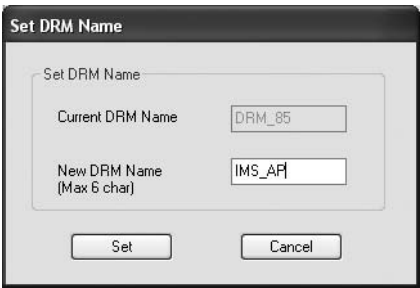 Set DRM Name
Set DRM Name
Current DRM Name DRM_85
New DRM Name IMS_AP
(Max 6 char)
Set Cancel